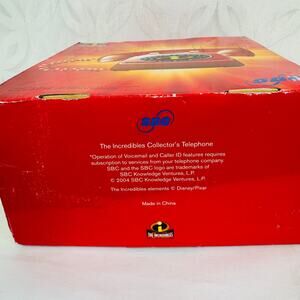 SBC
The Incredibles Collector's Telephone
*Operation of Voicemail and Caller ID features requires
subscription to services from your telephone company.
SBC and the SBC logo are trademarks of
SBC Knowledge Ventures, L.P.
© 2004 SBC Knowledge Ventures, L.P.
The Incredibles elements © Disney/Pixar
Made in China
THE INCREDIBLES